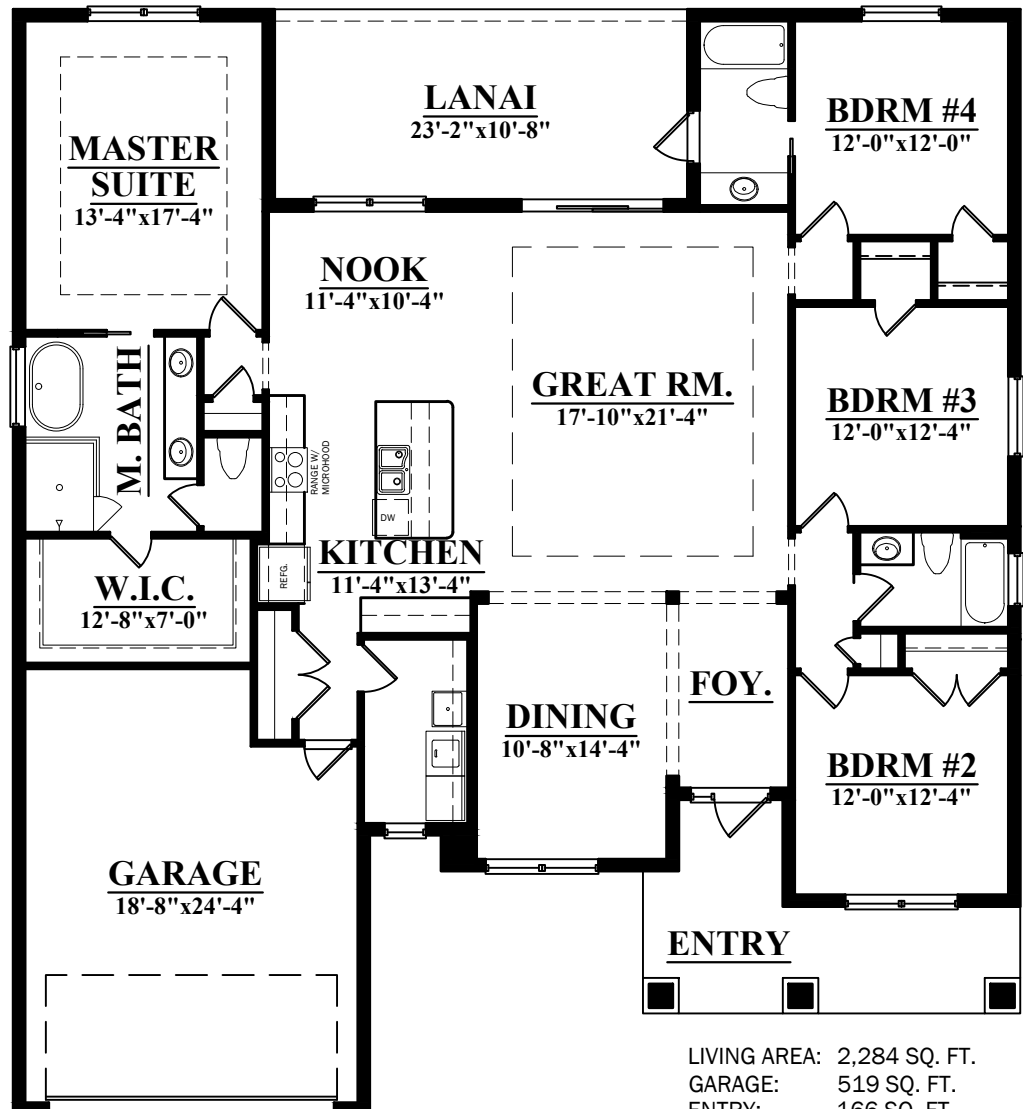 LANAI
23'-2"x10'-8"
BDRM #4
12'-0"x12'-0"
MASTER
SUITE
13'-4"x17'-4"
NOOK
11'-4"x10'-4"
M. BATH
GREAT RM.
17'-10"x21'-4"
BDRM #3
12'-0"x12'-4"
RANGE W/
MICROHOOD
DW
REFG.
KITCHEN
11'-4"x13'-4"
W.I.C.
12'-8"x7'-0"
FOY.
DINING
10'-8"x14'-4"
BDRM #2
12'-0"x12'-4"
GARAGE
18'-8"x24'-4"
ENTRY
LIVING AREA: 2,284 SQ. FT.
GARAGE: 519 SQ. FT.
ENTRY: 166 SQ. FT.